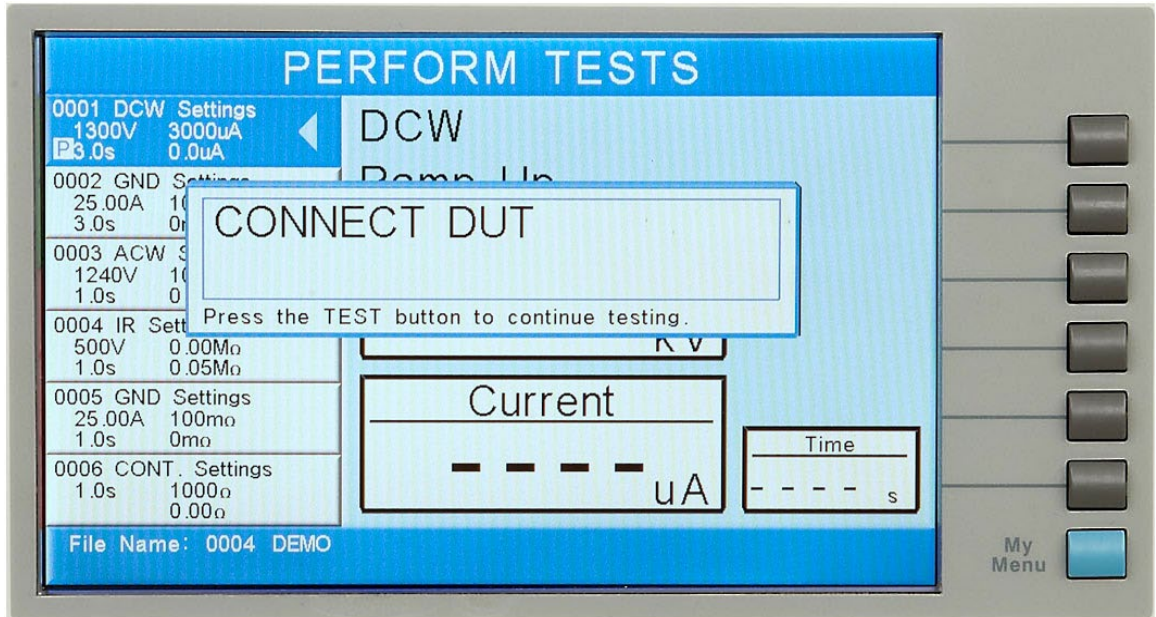 PERFORM TESTS
0001 DCW Settings
1300V 3000uA
P 3.0s 0.0uA
0002 GND Settings
25.00A
3.0s
0003 ACW
1240V
1.0s
0004 IR
500V 0.00MΩ
1.0s 0.05MΩ
0005 GND Settings
25.00A 100mΩ
1.0s 0mΩ
0006 CONT. Settings
1.0s 1000Ω
0.00Ω
File Name: 0004 DEMO
DCW
Ramp Up
CONNECT DUT
Press the TEST button to continue testing.
KV
Current
---- uA
Time
---- s
My
Menu